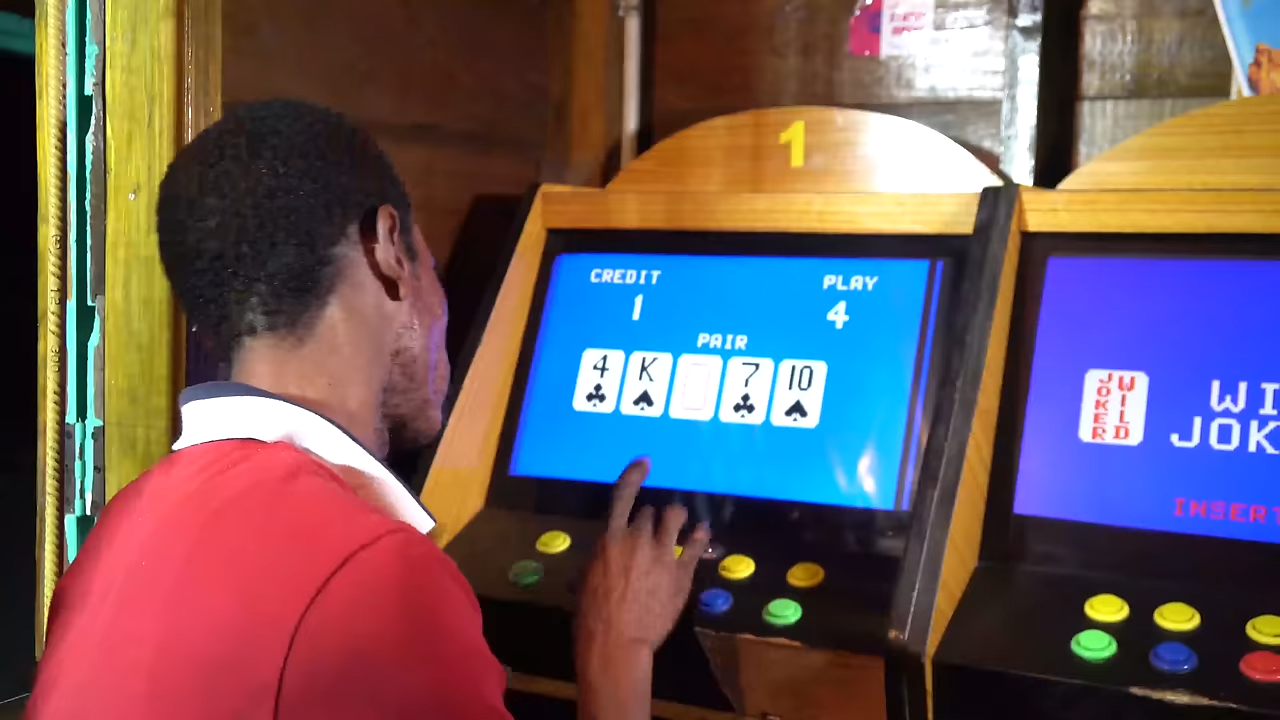 1
CREDIT
PLAY
1
4
PAIR
4 K 7 10
JOKER WILD
WI
JOK
INSERT